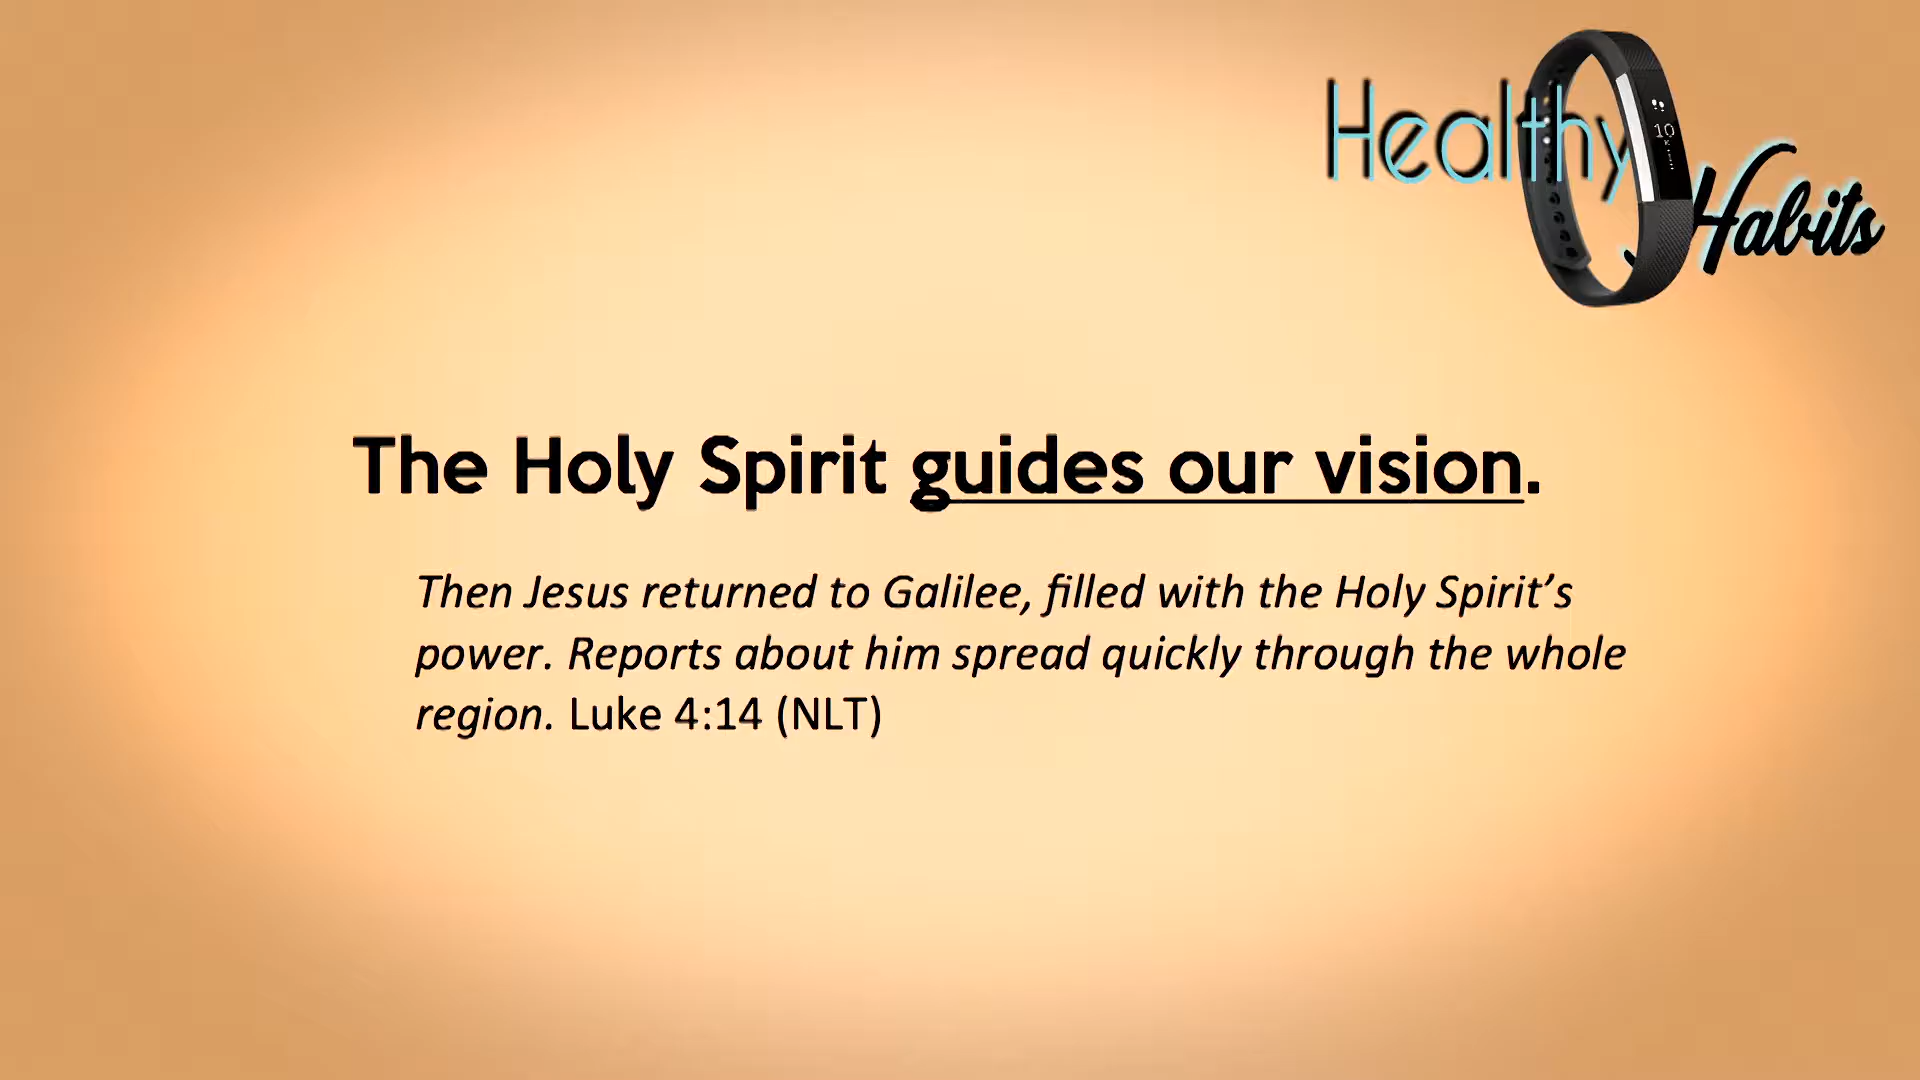 Healthy
10
Habits
The Holy Spirit guides our vision.
Then Jesus returned to Galilee, filled with the Holy Spirit’s
power. Reports about him spread quickly through the whole
region. Luke 4:14 (NLT)